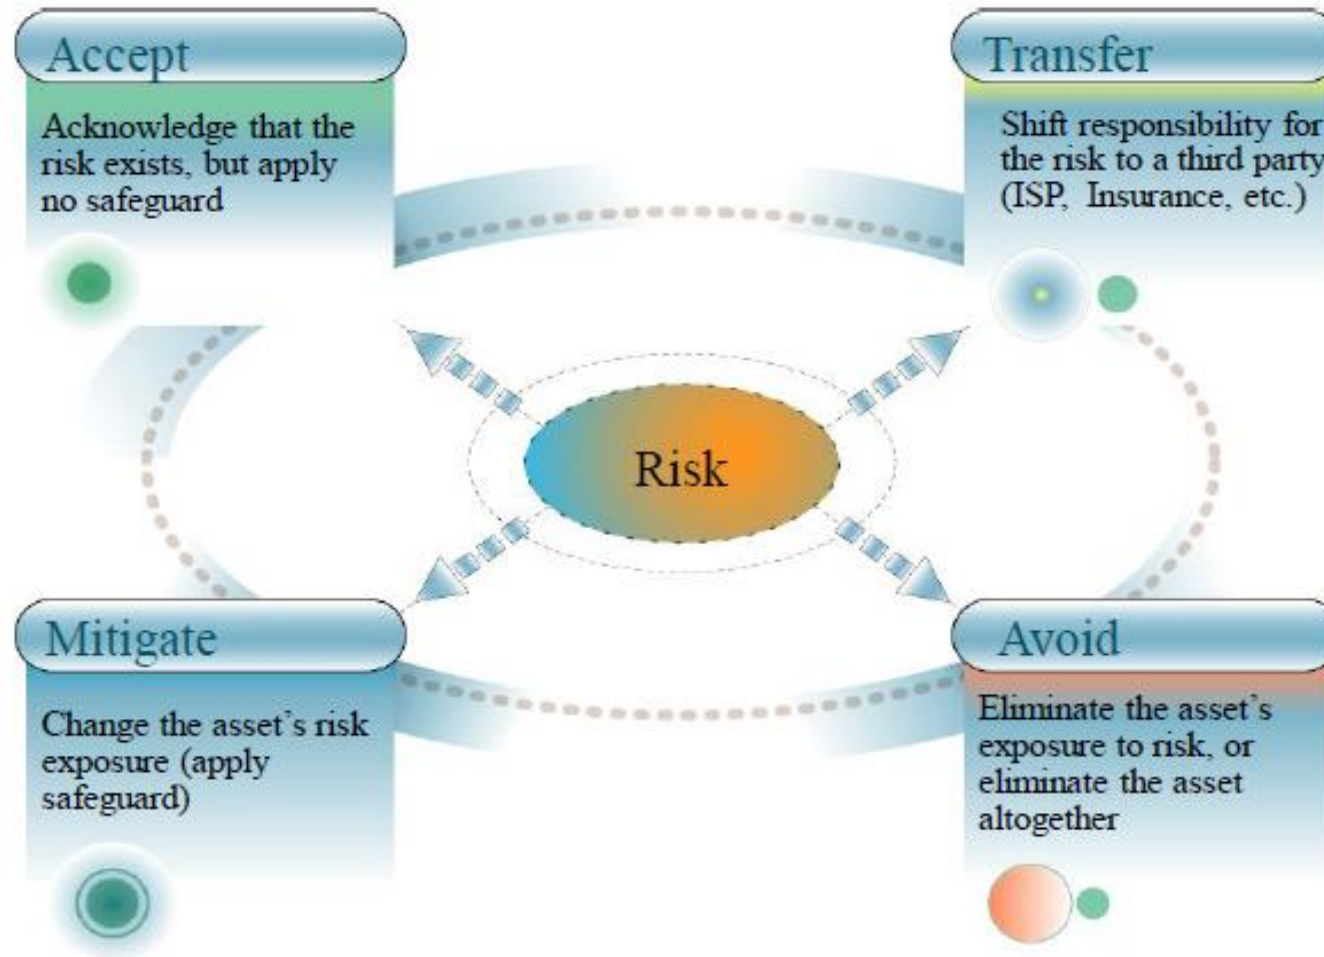 Accept
Acknowledge that the
risk exists, but apply
no safeguard
Transfer
Shift responsibility for
the risk to a third party
(ISP, Insurance, etc.)
Risk
Mitigate
Change the asset's risk
exposure (apply
safeguard)
Avoid
Eliminate the asset's
exposure to risk, or
eliminate the asset
altogether